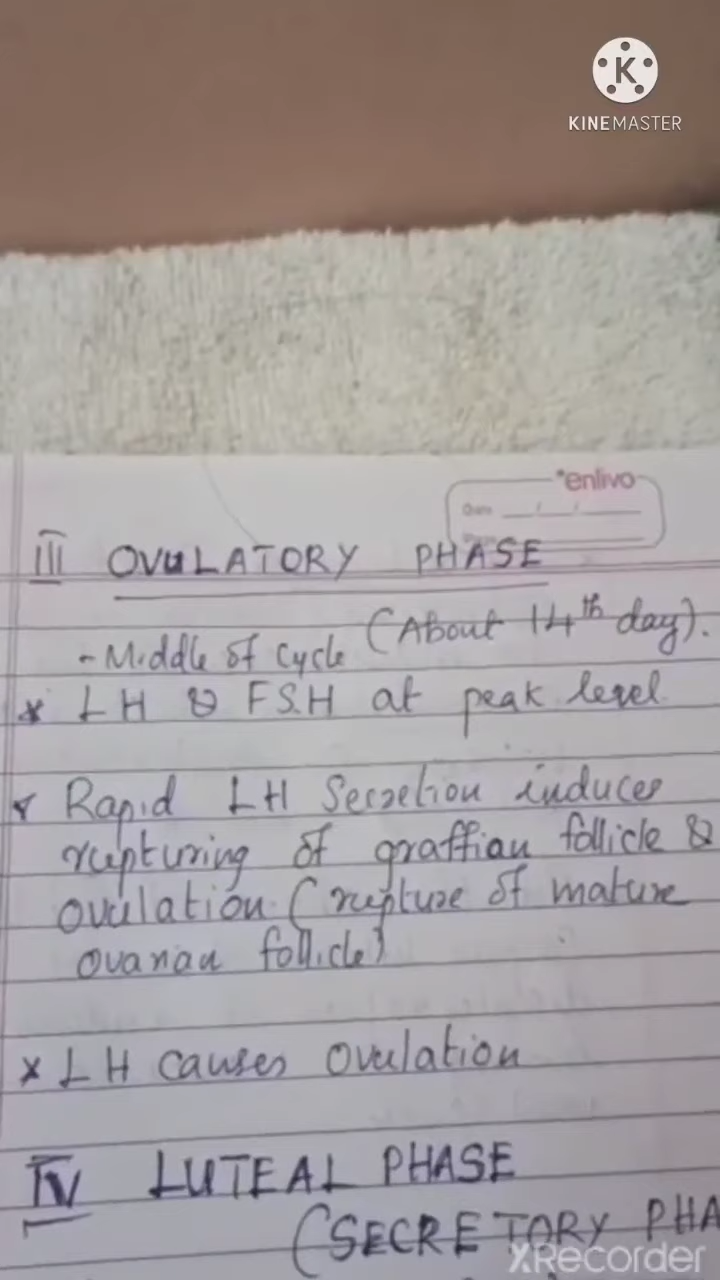 KINEMASTER
enlivo
Date
III OVULATORY PHASE
- Middle of cycle (About 14th day).
* LH & FSH at peak level
* Rapid LH Secretion induces
rupturing of graffian follicle &
ovulation (rupture of mature
ovarian follicle)
* LH causes Ovulation
IV LUTEAL PHASE
(SECRETORY PHA
XRecorder